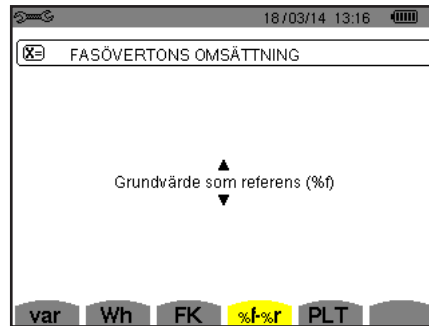 18/03/14 13:16
FASÖVERTONS OMSÄTTNING
Grundvärde som referens (%f)
var Wh FK %f-%r PLT